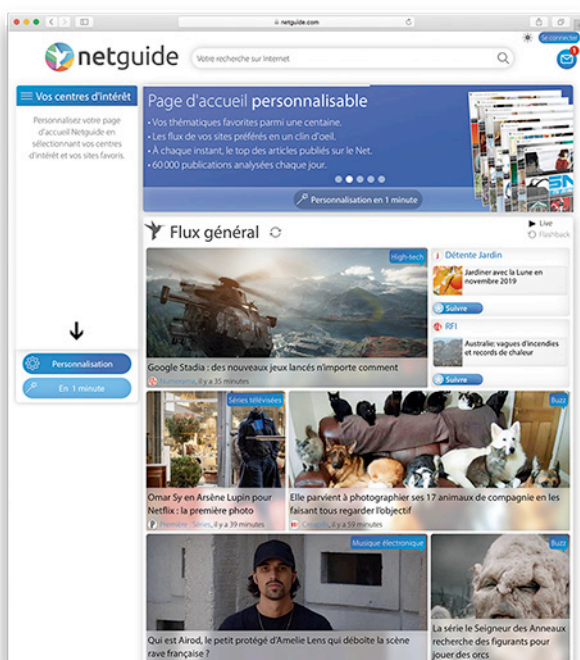 netguide.com
Se connecter
netguide
Votre recherche sur Internet
1
Vos centres d'intérêt
Personnalisez votre page
d'accueil Netguide en
sélectionnant vos centres
d'intérêt et vos sites favoris.
Personnalisation
En 1 minute
Page d'accueil personnalisable
• Vos thématiques favorites parmi une centaine.
• Les flux de vos sites préférés en un clin d'oeil.
• À chaque instant, le top des articles publiés sur le Net.
• 60 000 publications analysées chaque jour.
Personnalisation en 1 minute
Flux général
Live
Flashback
High-tech
Google Stadia : des nouveaux jeux lancés n'importe comment
Numerama, il y a 35 minutes
Détente Jardin
Jardiner avec la Lune en
novembre 2019
Suivre
RFI
Australie: vagues d'incendies
et records de chaleur
Suivre
Séries télévisées
Omar Sy en Arsène Lupin pour
Netflix : la première photo
Première : Séries, il y a 39 minutes
Buzz
Elle parvient à photographier ses 17 animaux de compagnie en les
faisant tous regarder l'objectif
Creapills, il y a 59 minutes
Musique électronique
Qui est Airod, le petit protégé d'Amelie Lens qui déboîte la scène
rave française ?
Buzz
La série le Seigneur des Anneaux
recherche des figurants pour
jouer des orcs